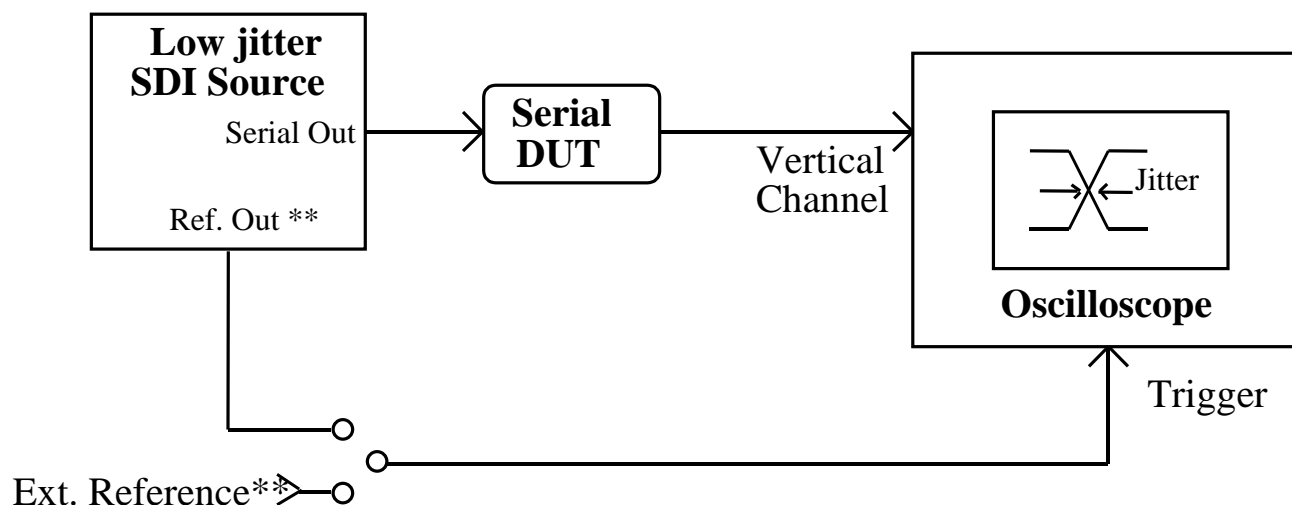 Low jitter
SDI Source
Serial Out
Ref. Out **
Serial
DUT
Vertical
Channel
Jitter
Oscilloscope
Trigger
Ext. Reference**